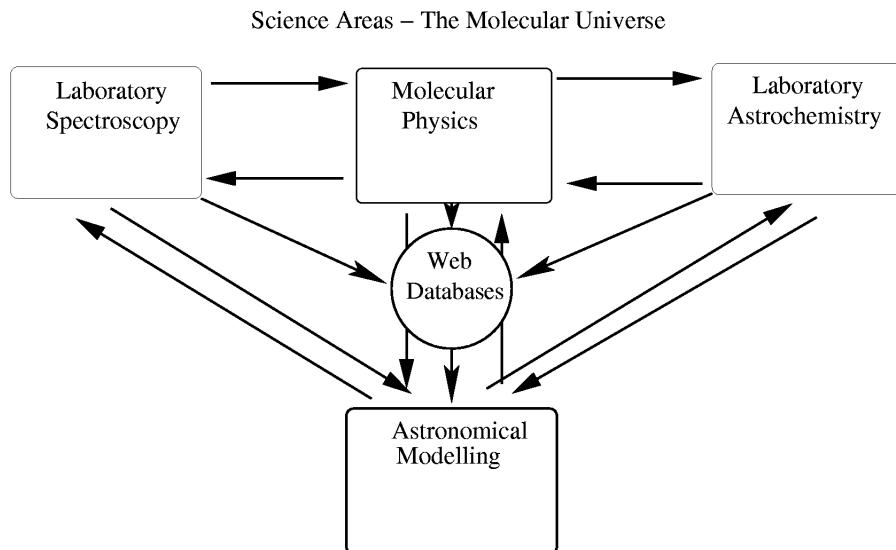 Science Areas − The Molecular Universe
Laboratory
Spectroscopy
Molecular
Physics
Laboratory
Astrochemistry
Web
Databases
Astronomical
Modelling